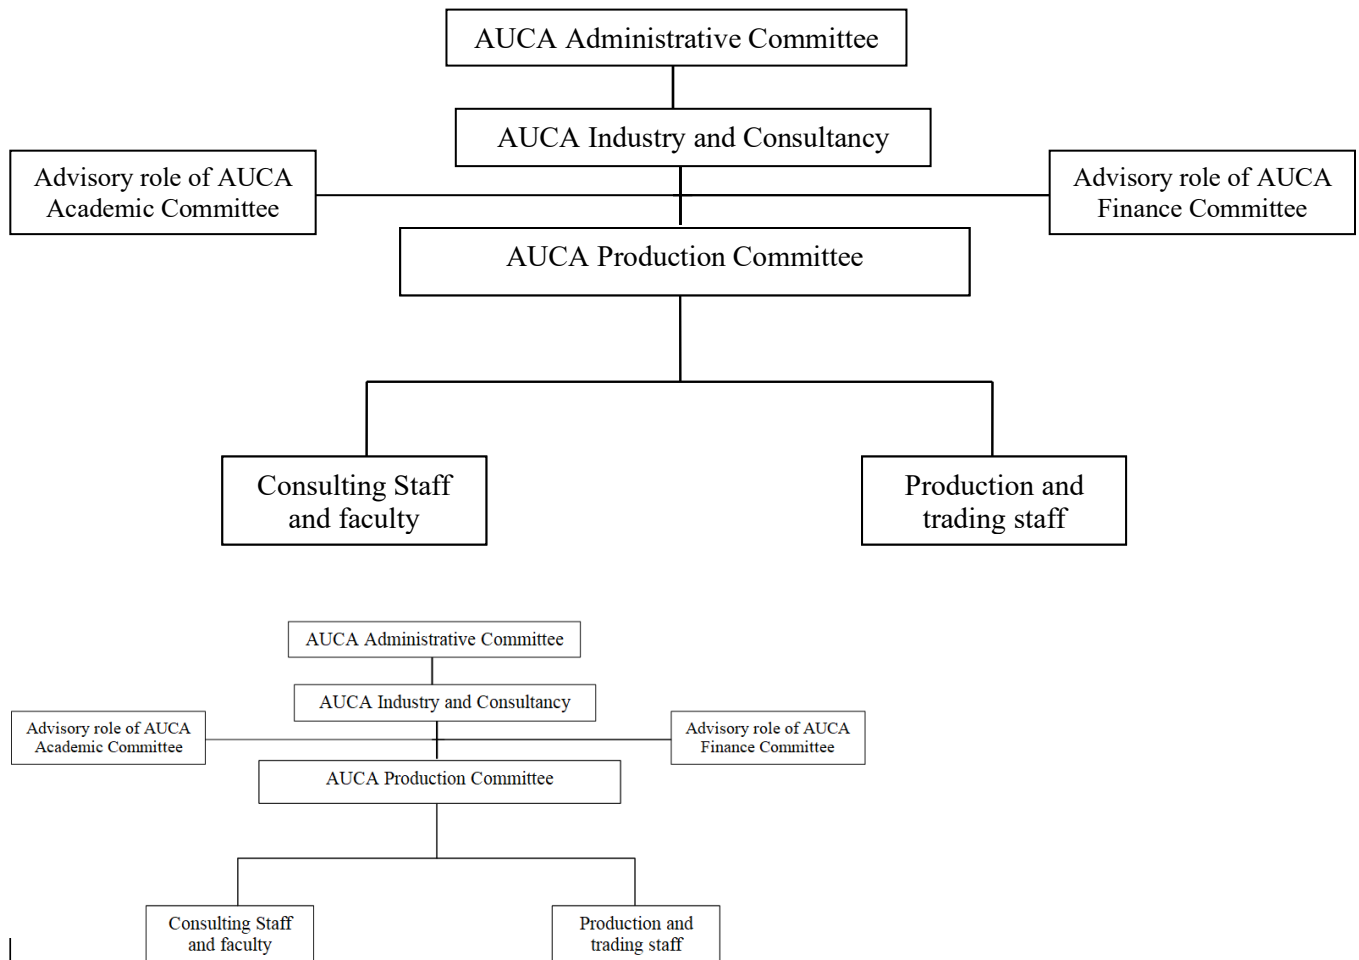 AUCA Administrative Committee
AUCA Industry and Consultancy
Advisory role of AUCA
Academic Committee
Advisory role of AUCA
Finance Committee
AUCA Production Committee
Consulting Staff
and faculty
Production and
trading staff
AUCA Administrative Committee
AUCA Industry and Consultancy
Advisory role of AUCA
Academic Committee
Advisory role of AUCA
Finance Committee
AUCA Production Committee
Consulting Staff
and faculty
Production and
trading staff